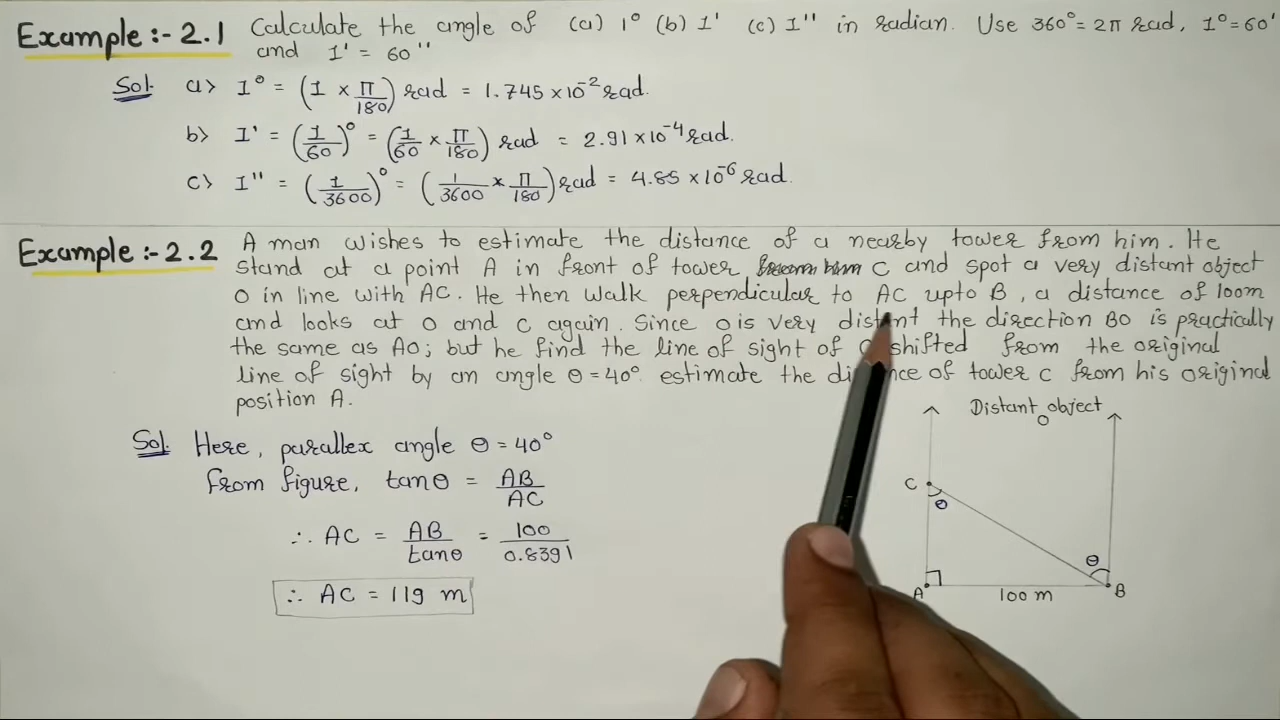 Example:- 2.1 Calculate the angle of (a) 1° (b) 1' (c) 1'' in radian. Use 360° = 2π rad, 1° = 60'
and 1' = 60''
Sol. a> 1° = (1 × π/180) rad = 1.745 × 10⁻² rad.
b> 1' = (1/60)° = (1/60 × π/180) rad = 2.91 × 10⁻⁴ rad.
c> 1'' = (1/3600)° = (1/3600 × π/180) rad = 4.85 × 10⁻⁶ rad.
Example:- 2.2 A man wishes to estimate the distance of a nearby tower from him. He
stand at a point A in front of tower C and spot a very distant object
O in line with AC. He then walk perpendicular to AC upto B, a distance of 100m
and looks at O and C again. Since O is very distant the direction BO is practically
the same as AO; but he find the line of sight of shifted from the original
line of sight by an angle θ = 40° estimate the distance of tower C from his original
position A.
Sol. Here, parallex angle θ = 40°
from figure, tanθ = AB/AC
∴ AC = AB/tanθ = 100/0.8391
∴ AC = 119 m
Distant object
O
C
θ
θ
A 100 m B